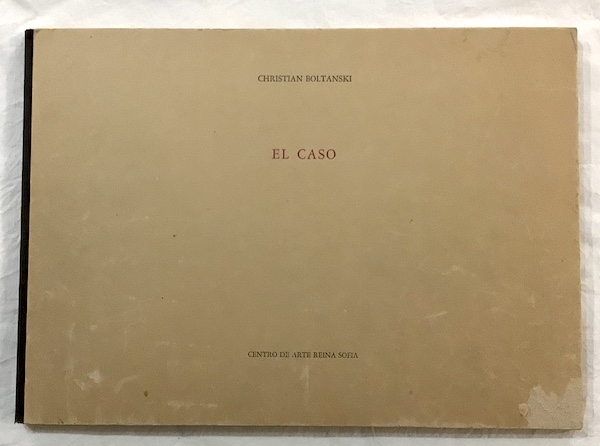 CHRISTIAN BOLTANSKI
EL CASO
CENTRO DE ARTE REINA SOFIA